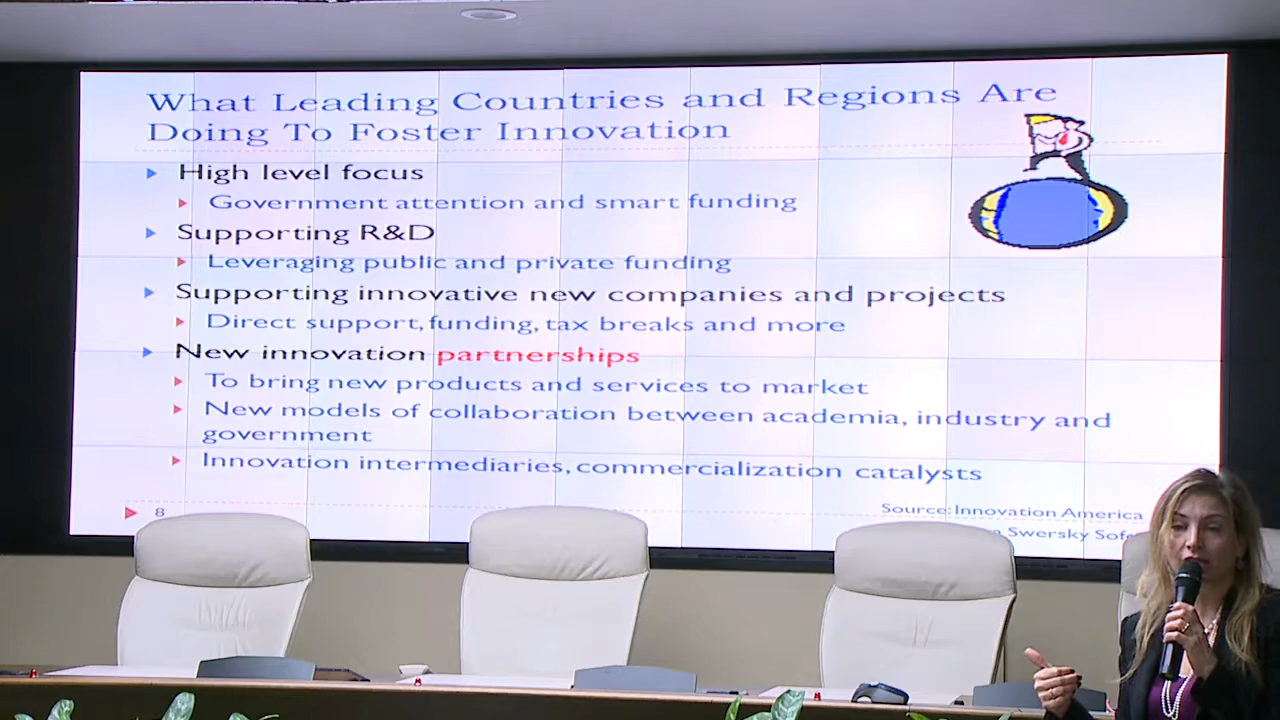 What Leading Countries and Regions Are
Doing To Foster Innovation
High level focus
Government attention and smart funding
Supporting R&D
Leveraging public and private funding
Supporting innovative new companies and projects
Direct support, funding, tax breaks and more
New innovation partnerships
To bring new products and services to market
New models of collaboration between academia, industry and
government
Innovation intermediaries, commercialization catalysts
8
Source: Innovation America
Swersky